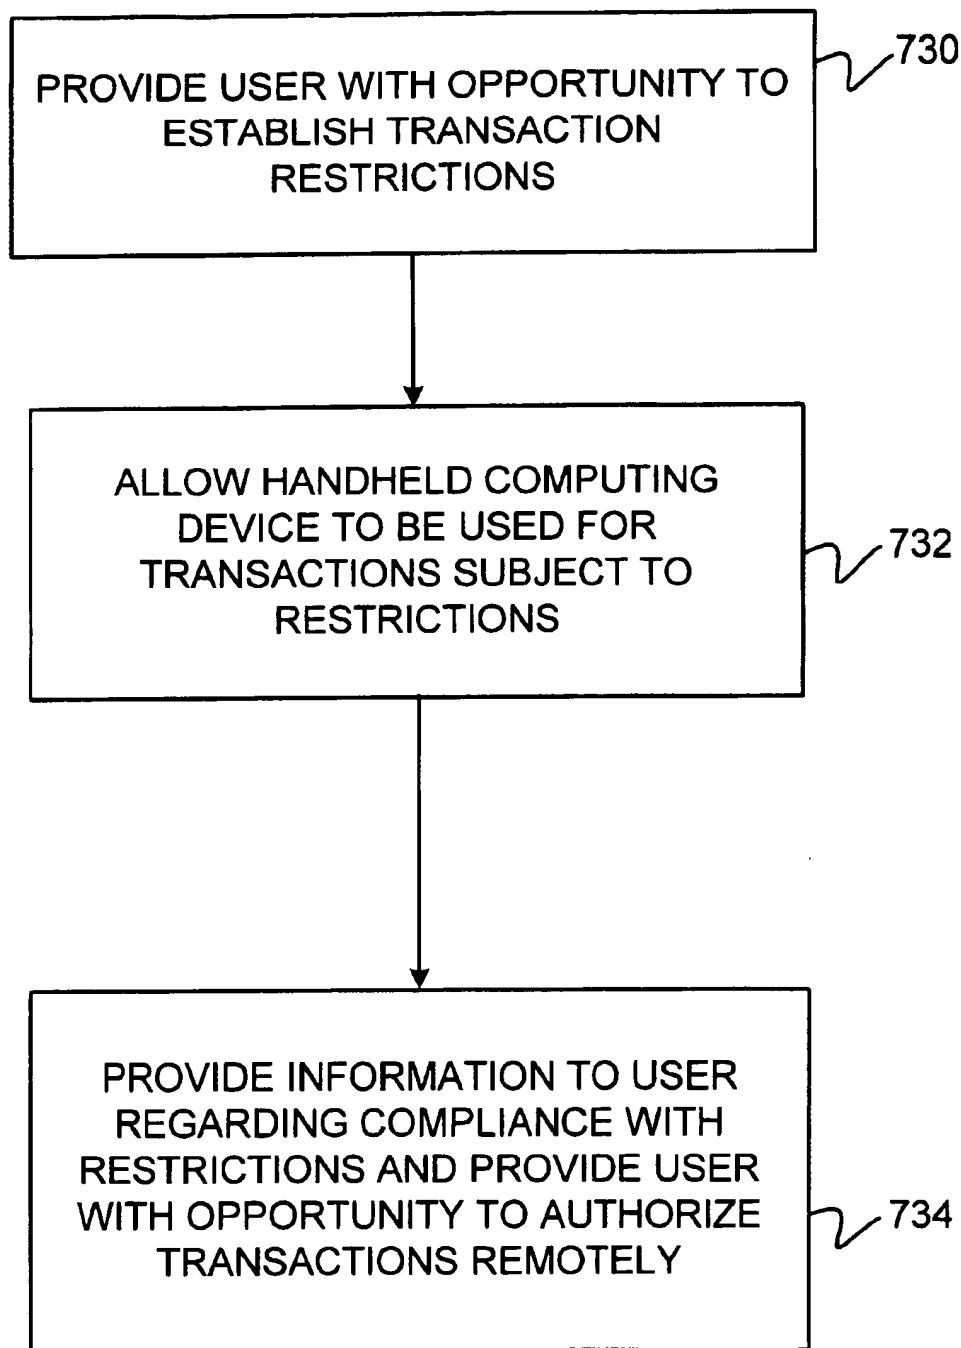 PROVIDE USER WITH OPPORTUNITY TO
ESTABLISH TRANSACTION
RESTRICTIONS
730
ALLOW HANDHELD COMPUTING
DEVICE TO BE USED FOR
TRANSACTIONS SUBJECT TO
RESTRICTIONS
732
PROVIDE INFORMATION TO USER
REGARDING COMPLIANCE WITH
RESTRICTIONS AND PROVIDE USER
WITH OPPORTUNITY TO AUTHORIZE
TRANSACTIONS REMOTELY
734